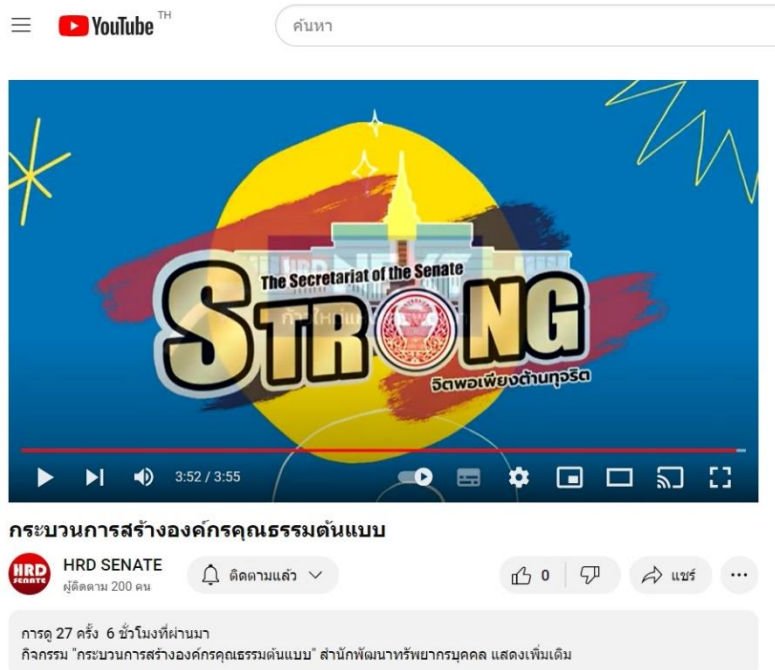 YouTube TH
ค้นหา
The Secretariat of the Senate
STRONG
จิตพอเพียงต้านทุจริต
3:52 / 3:55
กระบวนการสร้างองค์กรคุณธรรมต้นแบบ
HRD SENATE
HRD SENATE
ผู้ติดตาม 200 คน
ติดตามแล้ว
0
แชร์
การดู 27 ครั้ง 6 ชั่วโมงที่ผ่านมา
กิจกรรม "กระบวนการสร้างองค์กรคุณธรรมต้นแบบ" สำนักพัฒนาทรัพยากรบุคคล แสดงเพิ่มเติม